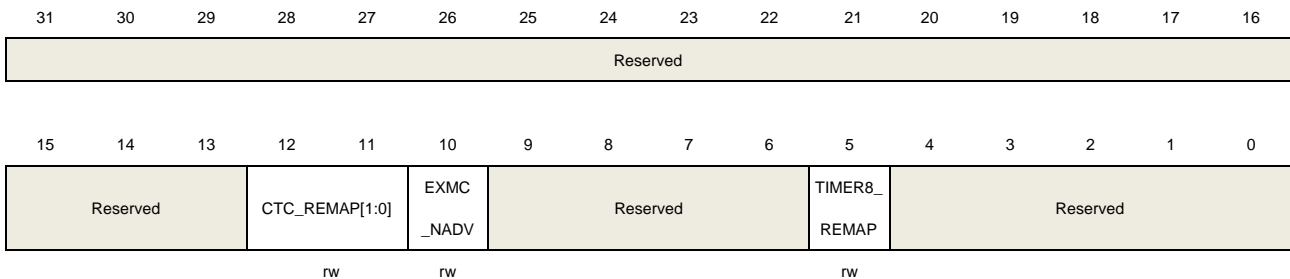 31 30 29 28 27 26 25 24 23 22 21 20 19 18 17 16
Reserved
15 14 13 12 11 10 9 8 7 6 5 4 3 2 1 0
Reserved CTC_REMAP[1:0] EXMC _NADV Reserved TIMER8_ REMAP Reserved
rw rw rw